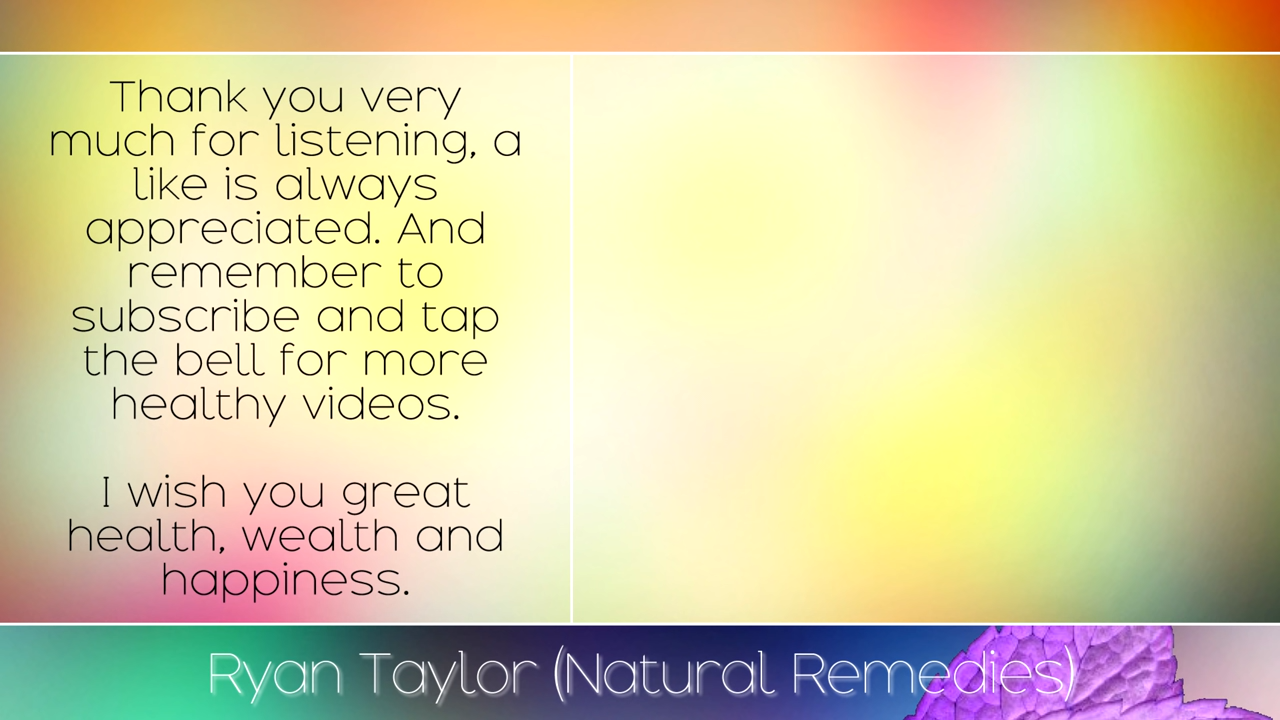 Thank you very
much for listening, a
like is always
appreciated. And
remember to
subscribe and tap
the bell for more
healthy videos.
I wish you great
health, wealth and
happiness.
Ryan Taylor (Natural Remedies)